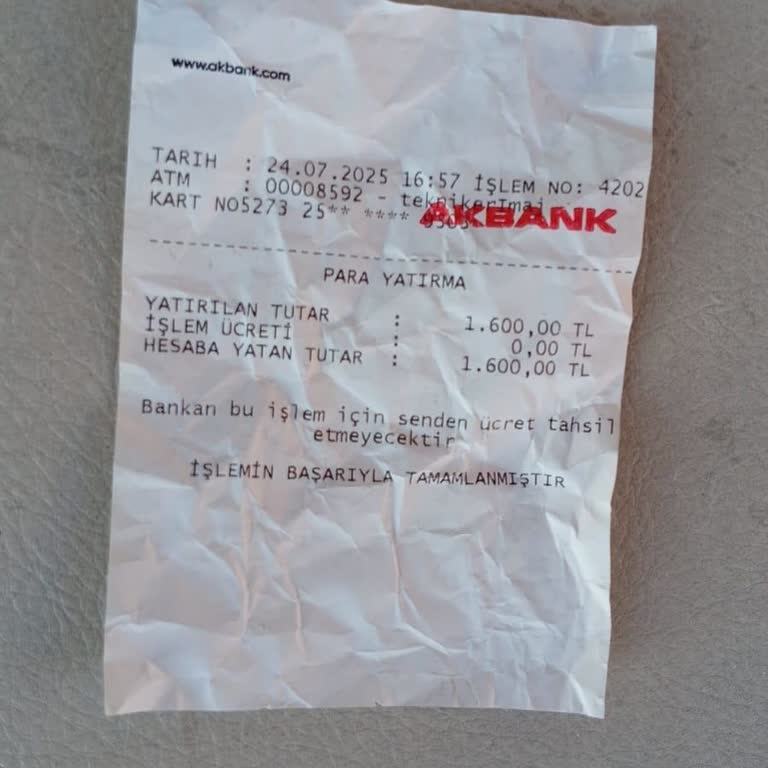 www.akbank.com
TARIH : 24.07.2025 16:57 İŞLEM NO: 4202
ATM : 00008592 - teknikerImaj
KART NO5273 25** ****
AKBANK
PARA YATIRMA
YATIRILAN TUTAR : 1.600,00 TL
İŞLEM ÜCRETİ : 0,00 TL
HESABA YATAN TUTAR : 1.600,00 TL
Bankan bu işlem için senden ücret tahsil
etmeyecektir
İŞLEMİN BAŞARIYLA TAMAMLANMIŞTIR